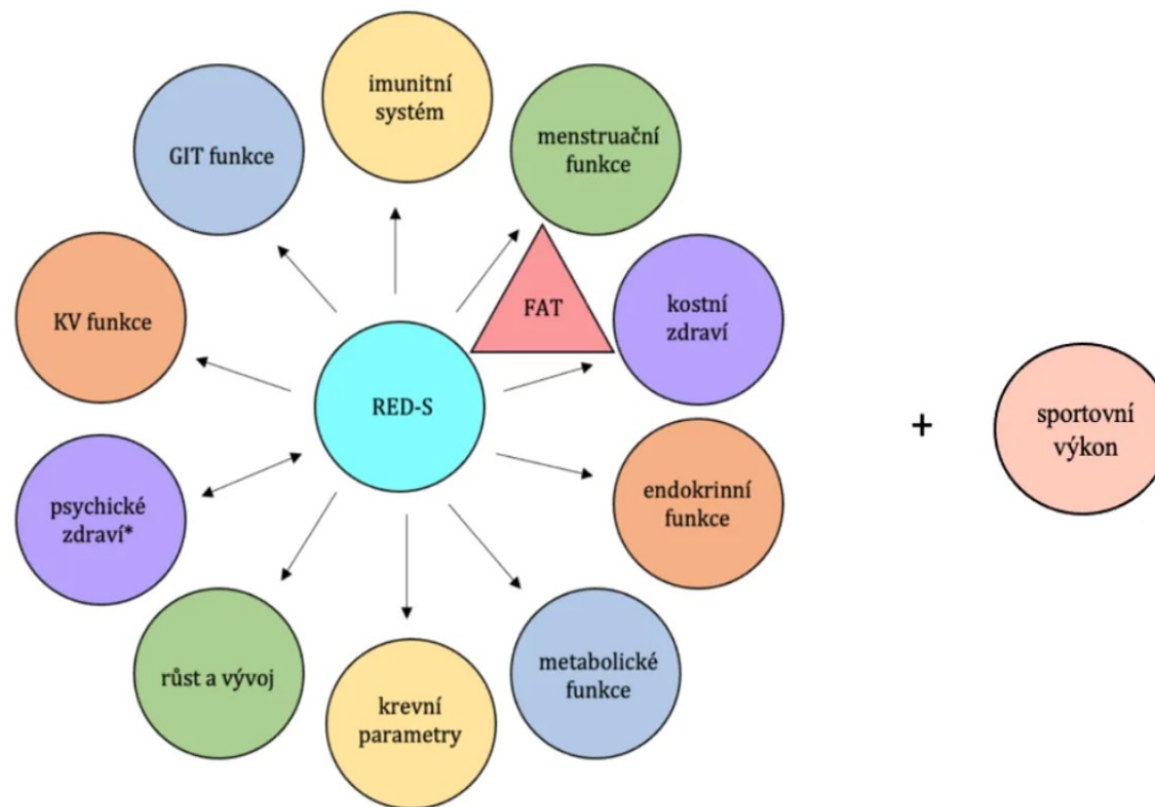 imunitní
systém
menstruační
funkce
GIT funkce
FAT
kostní
zdraví
KV funkce
RED-S
sportovní
výkon
+
endokrinní
funkce
psychické
zdraví*
metabolické
funkce
růst a vývoj
krevní
parametry